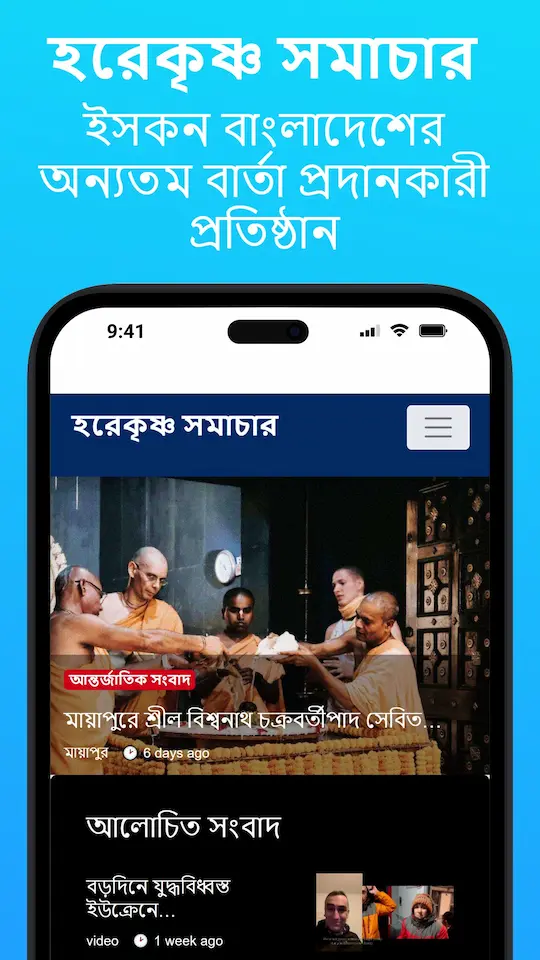 হরেকৃষ্ণ সমাচার
ইসকন বাংলাদেশের
অন্যতম বার্তা প্রদানকারী
প্রতিষ্ঠান
9:41
হরেকৃষ্ণ সমাচার
আন্তর্জাতিক সংবাদ
মায়াপুরে শ্রীল বিশ্বনাথ চক্রবর্তীপাদ সেবিত...
মায়াপুর 6 days ago
আলোচিত সংবাদ
বড়দিনে যুদ্ধবিধ্বস্ত
ইউক্রেনে...
video 1 week ago